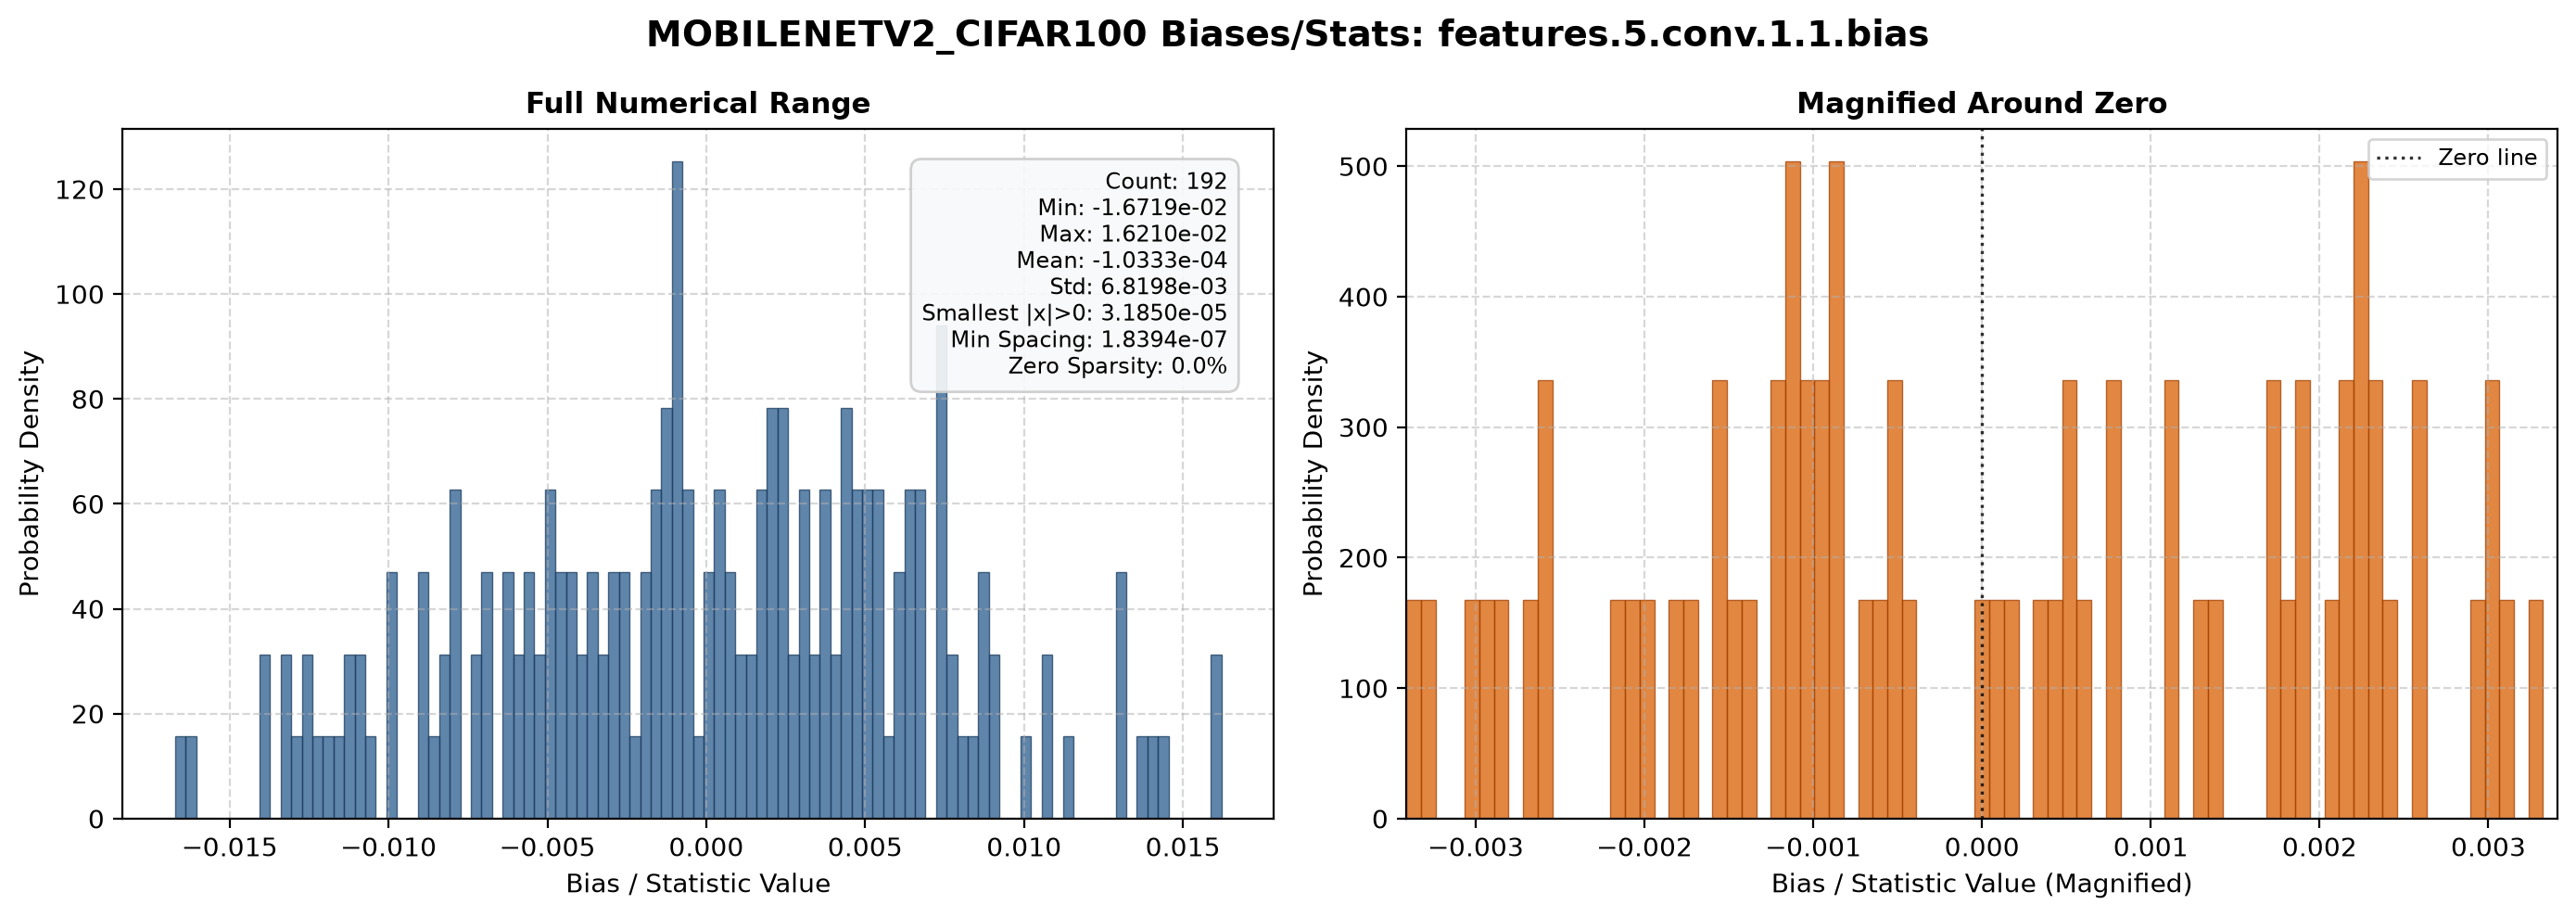 MOBILENETV2_CIFAR100 Biases/Stats: features.5.conv.1.1.bias
Full Numerical Range
Probability Density
120
100
80
60
40
20
0
Count: 192
Min: -1.6719e-02
Max: 1.6210e-02
Mean: -1.0333e-04
Std: 6.8198e-03
Smallest |x|>0: 3.1850e-05
Min Spacing: 1.8394e-07
Zero Sparsity: 0.0%
−0.015 −0.010 −0.005 0.000 0.005 0.010 0.015
Bias / Statistic Value
Magnified Around Zero
Probability Density
500
400
300
200
100
0
Zero line
−0.003 −0.002 −0.001 0.000 0.001 0.002 0.003
Bias / Statistic Value (Magnified)